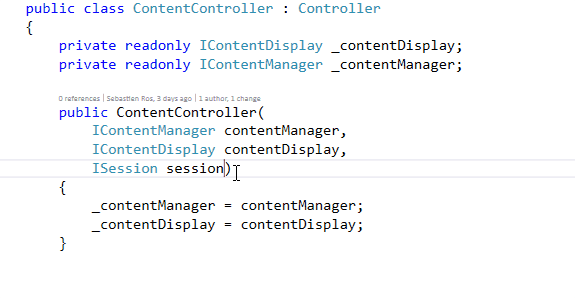 public class ContentController : Controller
{
private readonly IContentDisplay _contentDisplay;
private readonly IContentManager _contentManager;
0 references | Sebastien Ros, 3 days ago | 1 author, 1 change
public ContentController(
IContentManager contentManager,
IContentDisplay contentDisplay,
ISession session)
{
_contentManager = contentManager;
_contentDisplay = contentDisplay;
}